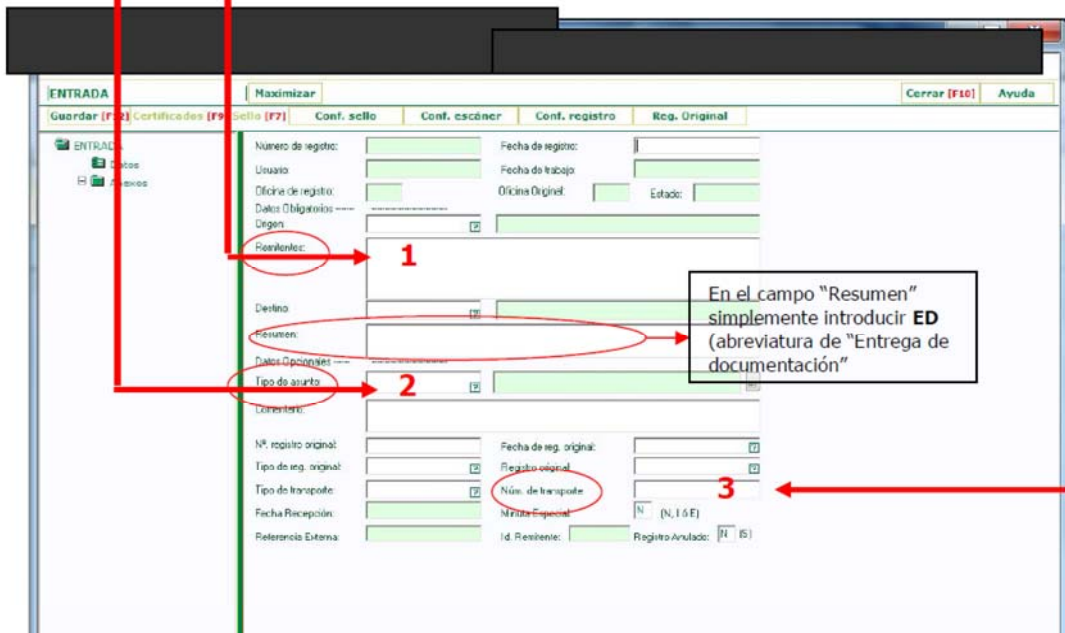 ENTRADA Maximizar Cerrar [F10] Ayuda
Guardar [F12] Certificados [F9] Sello [F7] Conf. sello Conf. escáner Conf. registro Reg. Original
ENTRADA
Datos
Anexos
Número de registro: Fecha de registro:
Usuario: Fecha de trabajo:
Oficina de registro: Oficina Original: Estado:
Datos Obligatorios ----- --------------------
Origen:
Remitentes: 1
Destino:
Resumen:
En el campo "Resumen"
simplemente introducir ED
(abreviatura de "Entrega de
documentación"
Datos Opcionales ----- --------------------
Tipo de asunto: 2
Comentario:
Nº. registro original: Fecha de reg. original:
Tipo de reg. original: Registro original:
Tipo de transporte: Núm. de transporte: 3
Fecha Recepción: Minuta Especial: N (N, I ó E)
Referencia Externa: Id. Remitente: Registro Anulado: N (S)